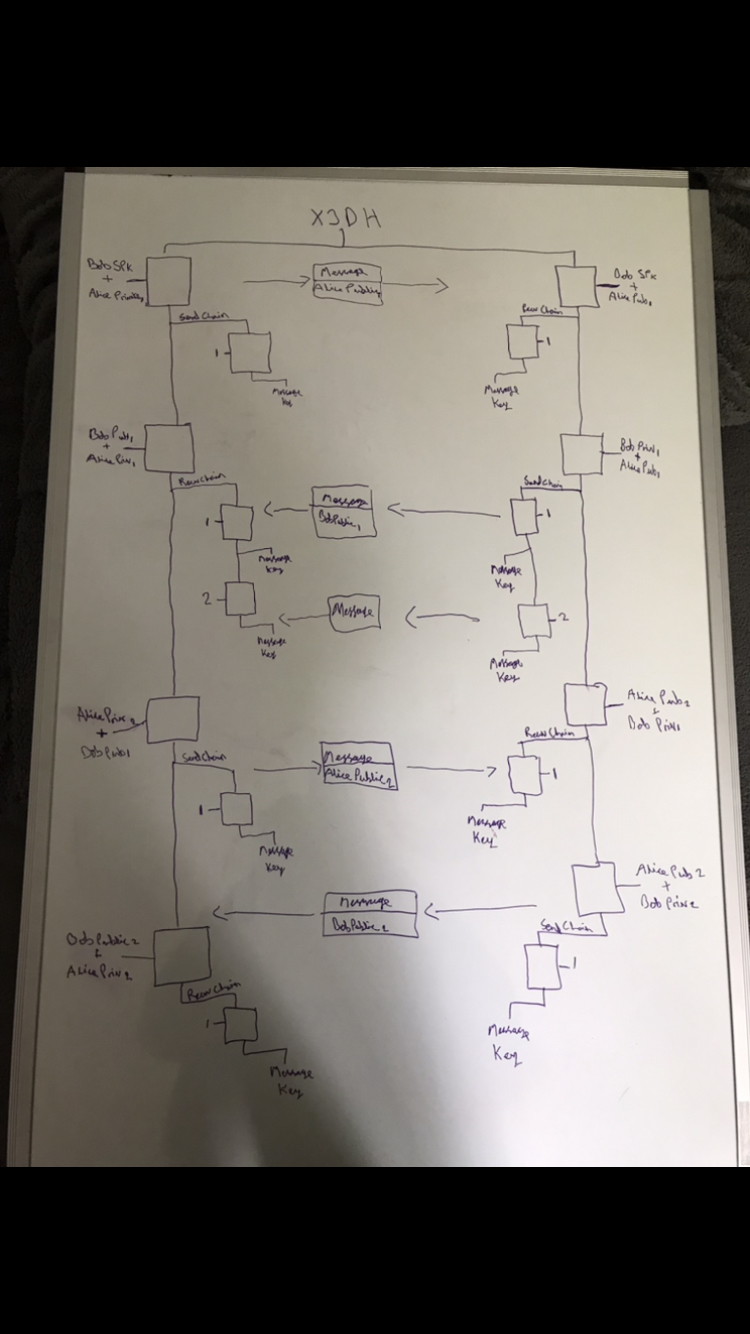 X3DH
Bob SPK
+
Alice Private1
Message
Alice Public1
Bob SPK
+
Alice Pub1
Send Chain
1
Message
Key
Recv Chain
1
Message
Key
Bob Pub1
+
Alice Priv1
Bob Priv1
+
Alice Pub1
Recv Chain
1
Message
Key
2
Message
Key
Message
Bob Public1
Message
Send Chain
1
Message
Key
2
Message
Key
Alice Priv2
+
Bob Pub1
Alice Pub2
+
Bob Priv1
Send Chain
1
Message
Key
Message
Alice Public2
Recv Chain
1
Message
Key
Alice Pub2
+
Bob Priv2
Message
Bob Public2
Send Chain
1
Message
Key
Bob Public2
+
Alice Priv2
Recv Chain
1
Message
Key